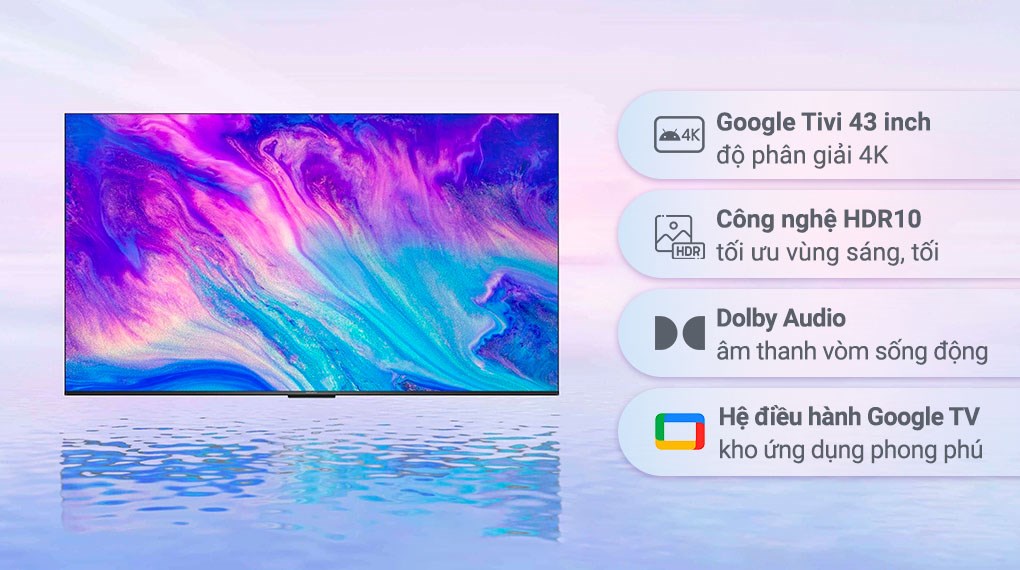 4K
Google Tivi 43 inch
độ phân giải 4K
HDR
Công nghệ HDR10
tối ưu vùng sáng, tối
Dolby Audio
âm thanh vòm sống động
Hệ điều hành Google TV
kho ứng dụng phong phú